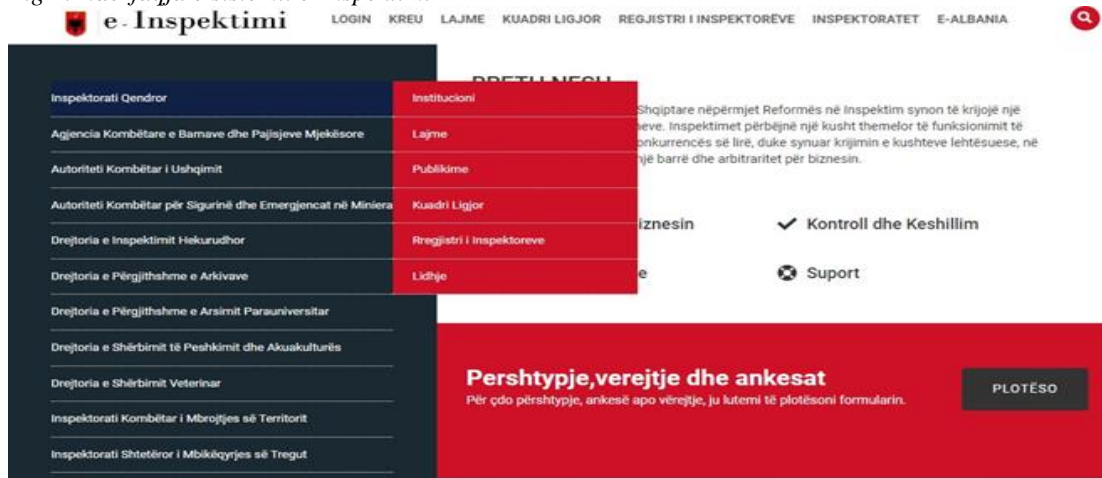 e-Inspektimi
LOGIN KREU LAJME KUADRI LIGJOR REGJISTRI I INSPEKTORËVE INSPEKTORATET E-ALBANIA
Inspektorati Qendror
Agjencia Kombëtare e Barnave dhe Pajisjeve Mjekësore
Autoriteti Kombëtar i Ushqimit
Autoriteti Kombëtar për Sigurinë dhe Emergjencat në Miniera
Drejtoria e Inspektimit Hekurudhor
Drejtoria e Përgjithshme e Arkivave
Drejtoria e Përgjithshme e Arsimit Parauniversitar
Drejtoria e Shërbimit të Peshkimit dhe Akuakulturës
Drejtoria e Shërbimit Veterinar
Inspektorati Kombëtar i Mbrojtjes së Territorit
Inspektorati Shtetëror i Mbikëqyrjes së Tregut
Institucioni
Lajme
Publikime
Kuadri Ligjor
Rregjistri i Inspektoreve
Lidhje
Shqiptare nëpërmjet Reformës në Inspektim synon të krijojë një
Inspektimet përbëjnë një kusht themelor të funksionimit të
së lirë, duke synuar krijimin e kushteve lehtësuese, në
një barrë dhe arbitraritet për biznesin.
Kontroll dhe Keshillim
Suport
Pershtypje,verejtje dhe ankesat
Për çdo përshtypje, ankesë apo vërejtje, ju lutemi të plotësoni formularin.
PLOTËSO